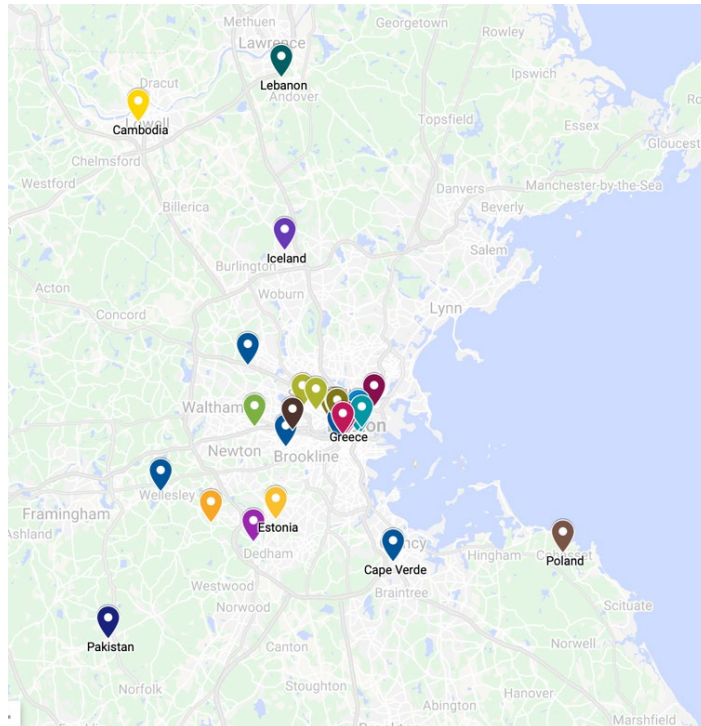 Methuen
Georgetown
Rowley
Lawrence
Dracut
Ipswich
Lebanon
Andover
Lowell
Cambodia
Topsfield
Essex
Chelmsford
Gloucest
Westford
Danvers
Manchester-by-the-Sea
Billerica
Beverly
Iceland
Salem
Burlington
Acton
Woburn
Concord
Lynn
Waltham
Greece
Newton
Brookline
Wellesley
Framingham
Ashland
Estonia
Dedham
Hingham
Cohasset
Cape Verde
Poland
Westwood
Braintree
Norwood
Scituate
Pakistan
Canton
Norwell
Norfolk
Stoughton
Hanover
Abington
Marshfield